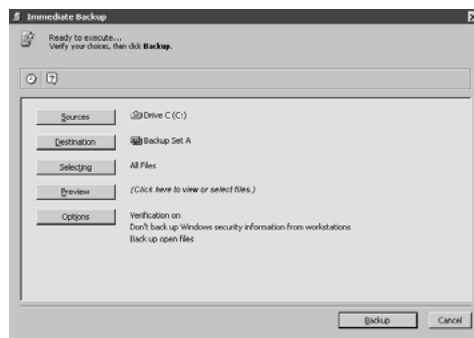 Immediate Backup
Ready to execute...
Verify your choices, then click Backup.
Sources
Drive C (C:)
Destination
Backup Set A
Selecting
All Files
Preview
(Click here to view or select files.)
Options
Verification on
Don't back up Windows security information from workstations
Back up open files
Backup
Cancel